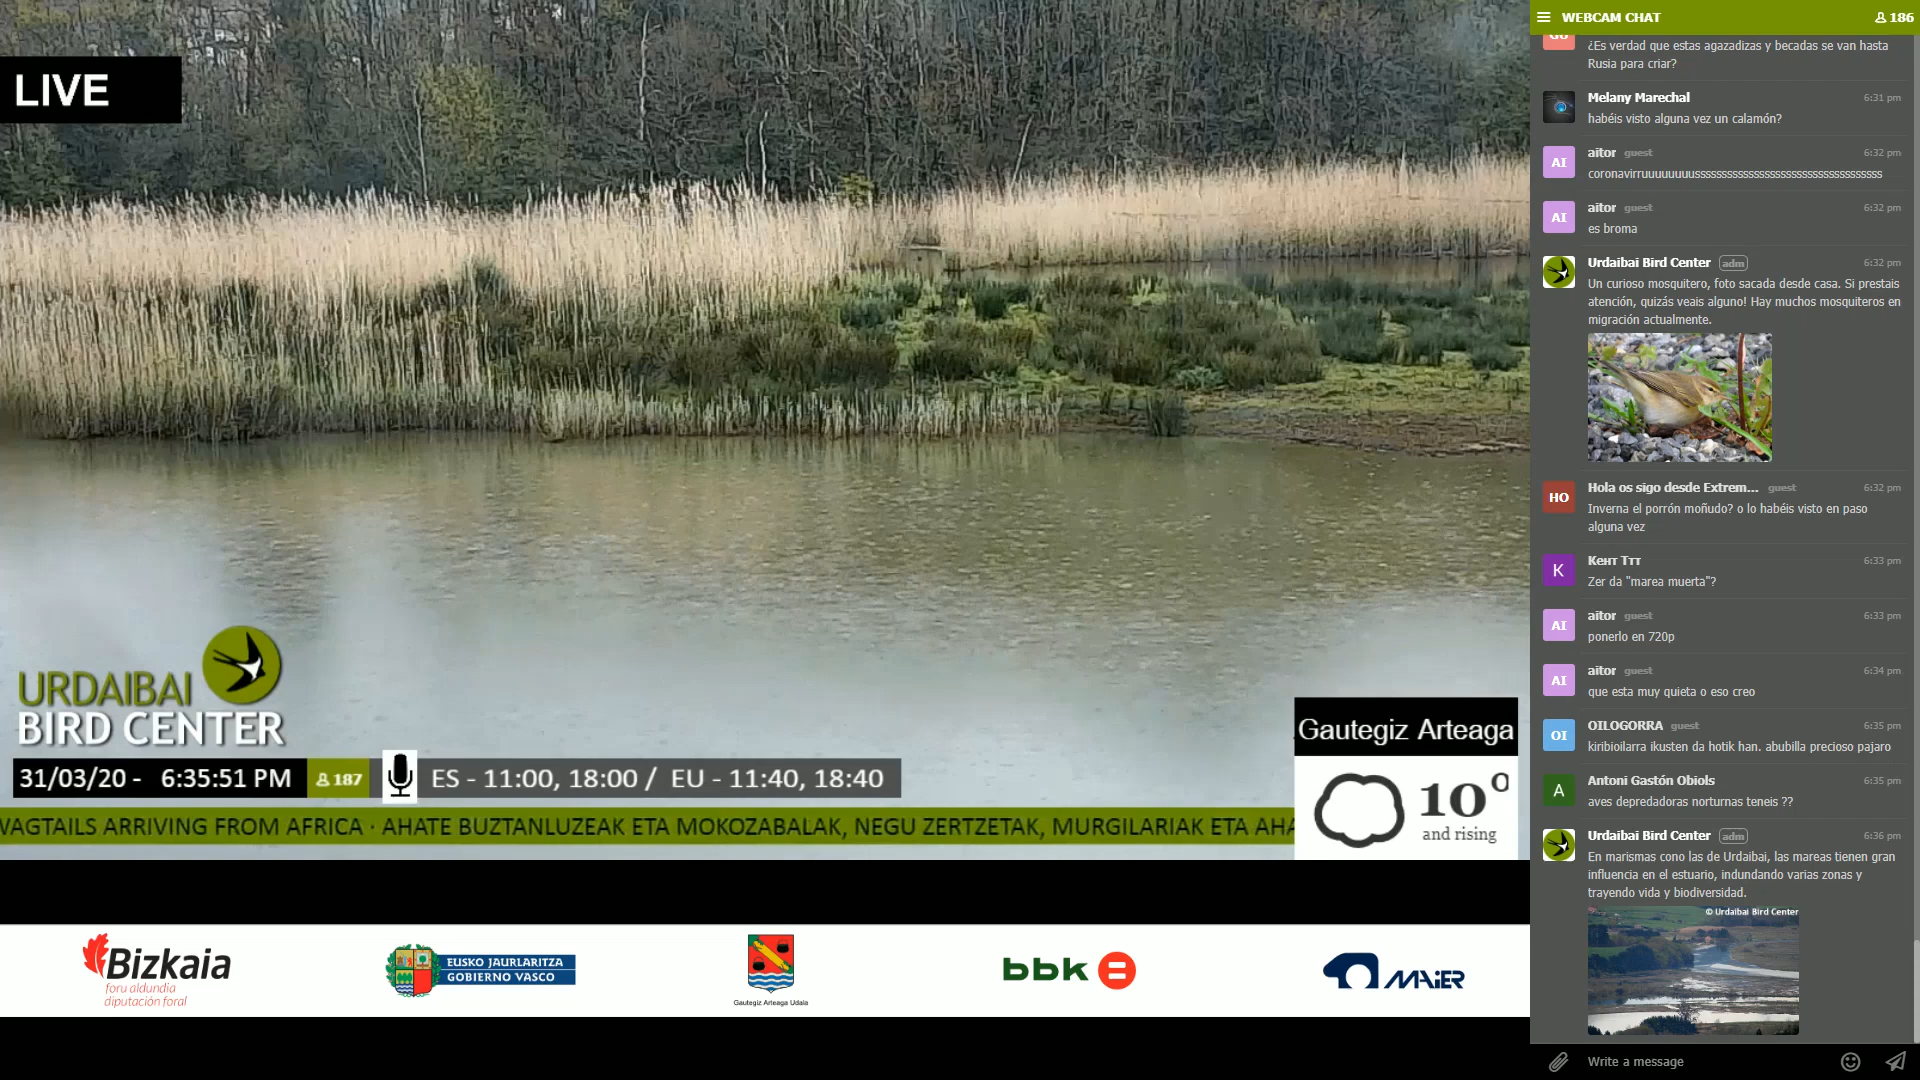 LIVE
URDAIBAI
BIRD CENTER
31/03/20 - 6:35:51 PM
187
ES - 11:00, 18:00 / EU - 11:40, 18:40
Gautegiz Arteaga
10°
and rising
VAGTAILS ARRIVING FROM AFRICA · AHATE BUZTANLUZEAK ETA MOKOZABALAK, NEGU ZERTZETAK, MURGILARIAK ETA AHA
Bizkaia
foru aldundia
diputación foral
EUSKO JAURLARITZA
GOBIERNO VASCO
Gautegiz Arteaga Udala
bbk
MAIER
WEBCAM CHAT
186
GU
¿Es verdad que estas agazadizas y becadas se van hasta
Rusia para criar?
Melany Marechal 6:31 pm
habéis visto alguna vez un calamón?
AI
aitor guest 6:32 pm
coronavirruuuuuuuusssssssssssssssssssssssssssssssssss
AI
aitor guest 6:32 pm
es broma
Urdaibai Bird Center adm 6:32 pm
Un curioso mosquitero, foto sacada desde casa. Si prestais
atención, quizás veais alguno! Hay muchos mosquiteros en
migración actualmente.
HO
Hola os sigo desde Extrem... guest 6:32 pm
Inverna el porrón moñudo? o lo habéis visto en paso
alguna vez
K
Кент Ттт 6:33 pm
Zer da "marea muerta"?
AI
aitor guest 6:33 pm
ponerlo en 720p
AI
aitor guest 6:34 pm
que esta muy quieta o eso creo
OI
OILOGORRA guest 6:35 pm
kiribioilarra ikusten da hotik han. abubilla precioso pajaro
A
Antoni Gastón Obiols 6:35 pm
aves depredadoras norturnas teneis ??
Urdaibai Bird Center adm 6:36 pm
En marismas cono las de Urdaibai, las mareas tienen gran
influencia en el estuario, indundando varias zonas y
trayendo vida y biodiversidad.
© Urdaibai Bird Center
Write a message